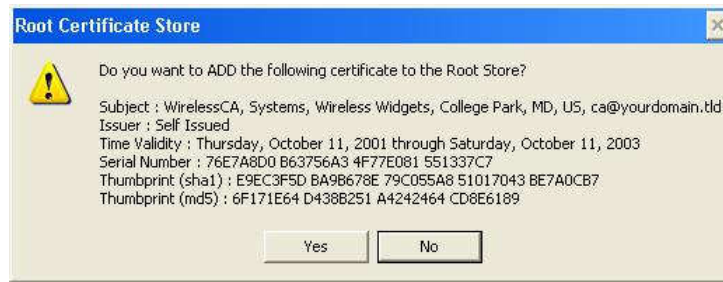 Root Certificate Store
Do you want to ADD the following certificate to the Root Store?
Subject : WirelessCA, Systems, Wireless Widgets, College Park, MD, US, ca@yourdomain.tld
Issuer : Self Issued
Time Validity : Thursday, October 11, 2001 through Saturday, October 11, 2003
Serial Number : 76E7A8D0 B63756A3 4F77E081 551337C7
Thumbprint (sha1) : E9EC3F5D BA9B678E 79C055A8 51017043 BE7A0CB7
Thumbprint (md5) : 6F171E64 D438B251 A4242464 CD8E6189
Yes
No